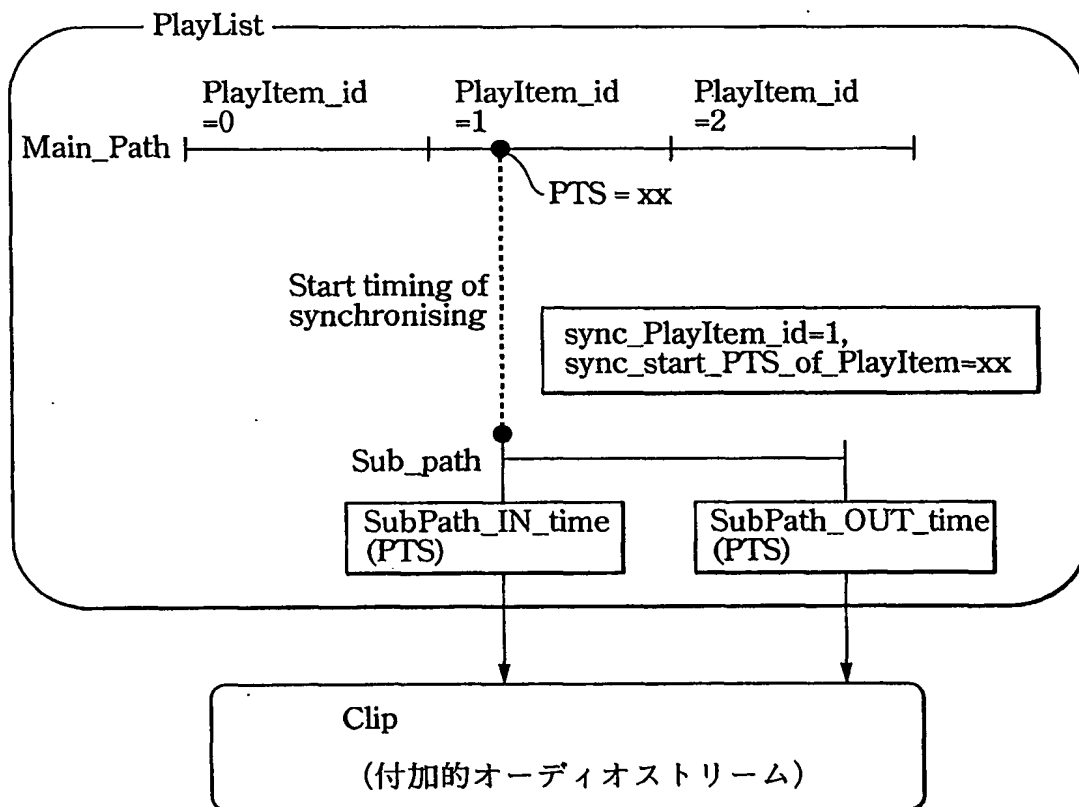 PlayList
PlayItem_id
=0
PlayItem_id
=1
PlayItem_id
=2
Main_Path
PTS = xx
Start timing of
synchronising
sync_PlayItem_id=1,
sync_start_PTS_of_PlayItem=xx
Sub_path
SubPath_IN_time
(PTS)
SubPath_OUT_time
(PTS)
Clip
(付加的オーディオストリーム)